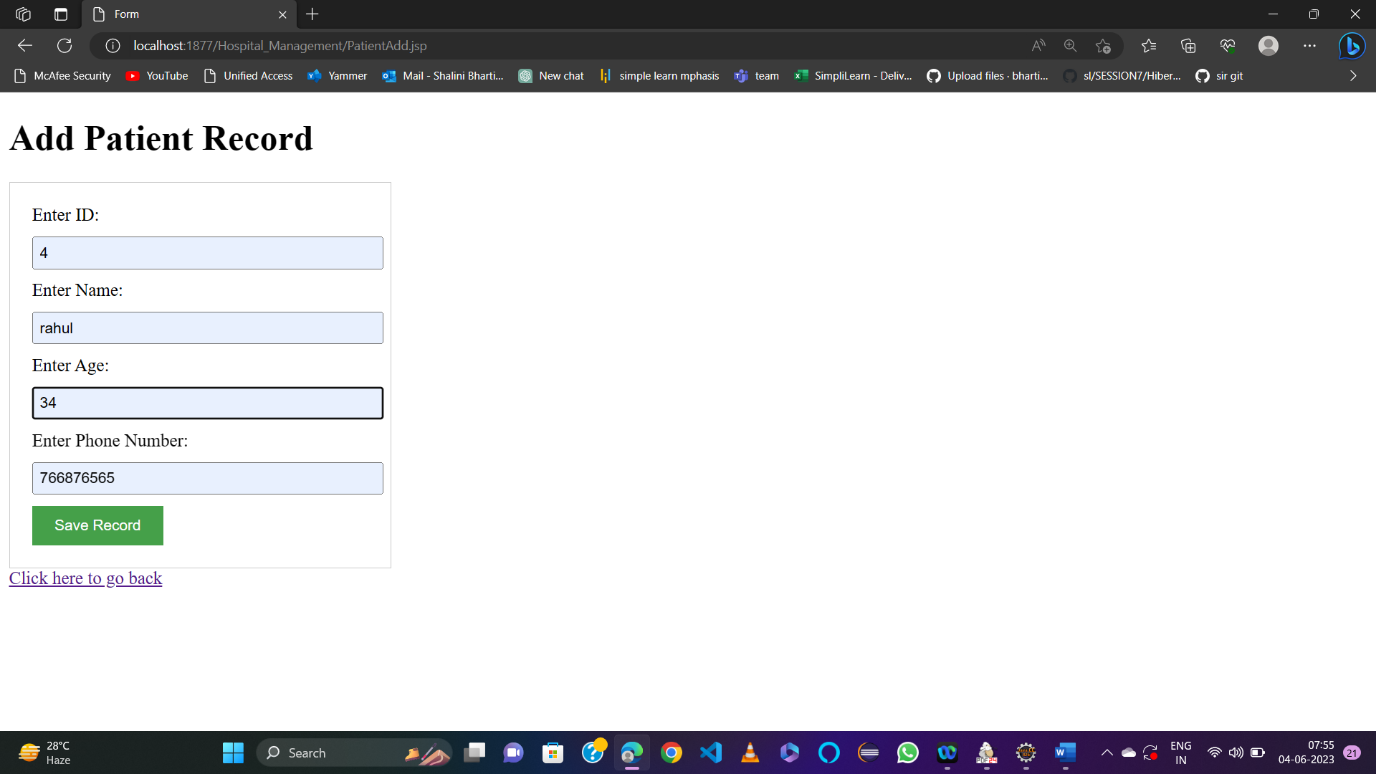 Form
localhost:1877/Hospital_Management/PatientAdd.jsp
McAfee Security YouTube Unified Access Yammer Mail - Shalini Bharti... New chat simple learn mphasis team SimpliLearn - Deliv... Upload files · bharti... sl/SESSION7/Hiber... sir git
Add Patient Record
Enter ID:
4
Enter Name:
rahul
Enter Age:
34
Enter Phone Number:
766876565
Save Record
Click here to go back
28°C
Haze
Search
ENG
IN
07:55
04-06-2023
21